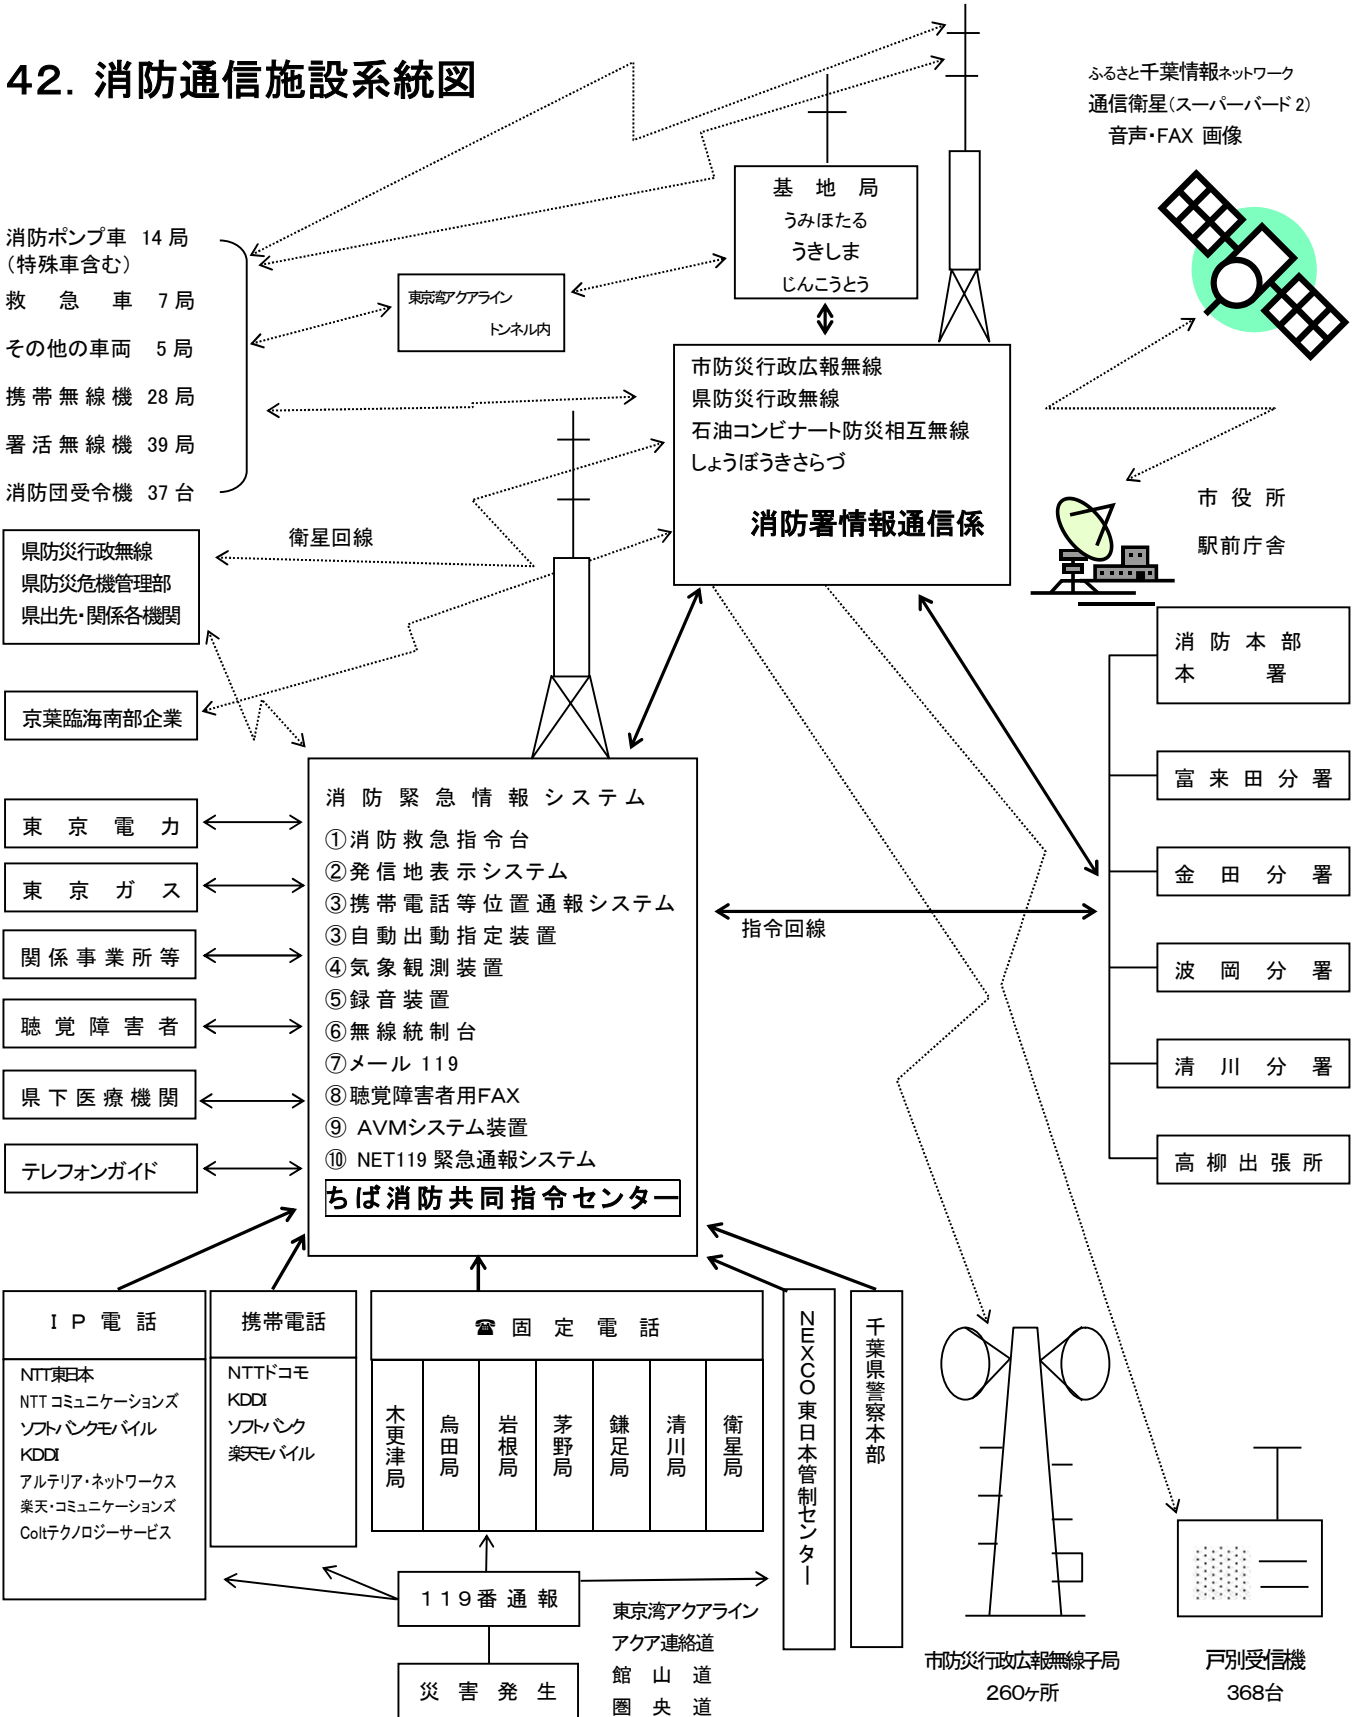 42．消防通信施設系統図
ふるさと千葉情報ネットワーク
通信衛星（スーパーバード2）
音声・FAX 画像
基 地 局
うみほたる
うきしま
じんこうとう
消防ポンプ車 14局
（特殊車含む）
救 急 車 7局
その他の車両 5局
携帯無線機 28局
署活無線機 39局
消防団受令機 37台
東京湾アクアライン
トンネル内
市防災行政広報無線
県防災行政無線
石油コンビナート防災相互無線
しょうぼうきさらづ
消防署情報通信係
市 役 所
駅前庁舎
衛星回線
県防災行政無線
県防災危機管理部
県出先・関係各機関
京葉臨海南部企業
東 京 電 力
東 京 ガ ス
関係事業所等
聴覚障害者
県下医療機関
テレフォンガイド
消防緊急情報システム
①消防救急指令台
②発信地表示システム
③携帯電話等位置通報システム
③自動出動指定装置
④気象観測装置
⑤録音装置
⑥無線統制台
⑦メール 119
⑧聴覚障害者用FAX
⑨ AVMシステム装置
⑩ NET119緊急通報システム
ちば消防共同指令センター
指令回線
消 防 本 部
本 署
富来田分署
金 田 分 署
波 岡 分 署
清 川 分 署
高柳出張所
ＩＰ電話
NTT東日本
NTTコミュニケーションズ
ソフトバンクモバイル
KDDI
アルテリア・ネットワークス
楽天・コミュニケーションズ
Coltテクノロジーサービス
携帯電話
NTTドコモ
KDDI
ソフトバンク
楽天モバイル
☎ 固 定 電 話
木更津局
烏田局
岩根局
茅野局
鎌足局
清川局
衛星局
NEXCO東日本管制センター
千葉県警察本部
１１９番通報
災 害 発 生
東京湾アクアライン
アクア連絡道
館 山 道
圏 央 道
市防災行政広報無線子局
260ヶ所
戸別受信機
368台